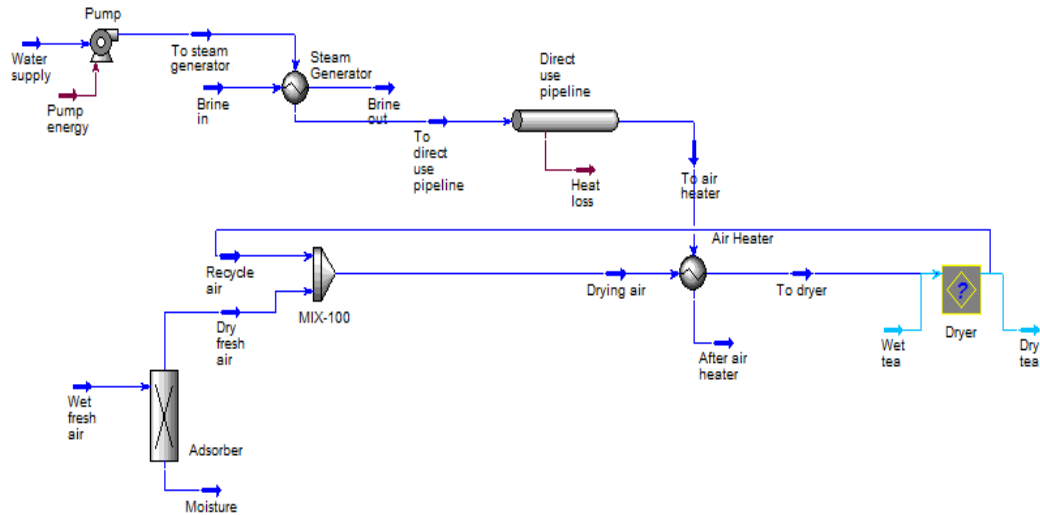 Pump
Water
supply
To steam
generator
Pump
energy
Steam
Generator
Brine
in
Brine
out
To
direct
use
pipeline
Direct
use
pipeline
Heat
loss
To air
heater
Recycle
air
MIX-100
Dry
fresh
air
Drying air
Air Heater
To dryer
After air
heater
Wet
tea
?
Dryer
Dry
tea
Wet
fresh
air
Adsorber
Moisture